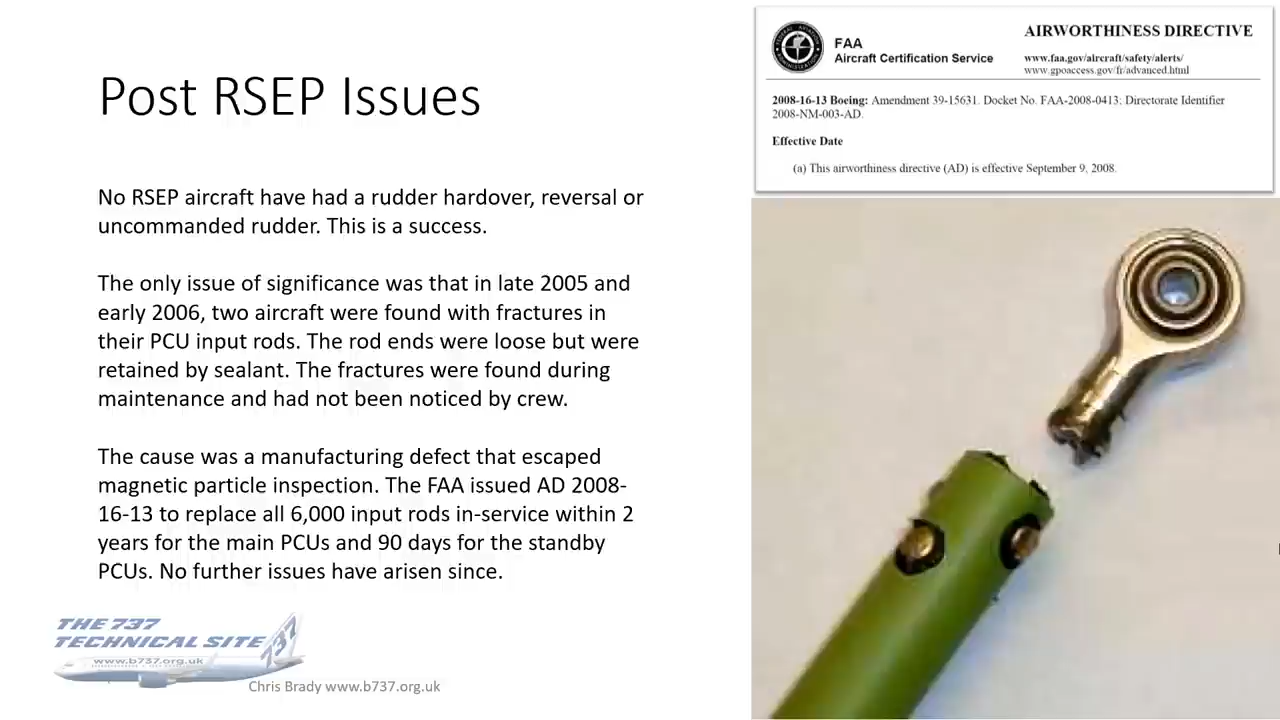 Post RSEP Issues
No RSEP aircraft have had a rudder hardover, reversal or
uncommanded rudder. This is a success.
The only issue of significance was that in late 2005 and
early 2006, two aircraft were found with fractures in
their PCU input rods. The rod ends were loose but were
retained by sealant. The fractures were found during
maintenance and had not been noticed by crew.
The cause was a manufacturing defect that escaped
magnetic particle inspection. The FAA issued AD 2008-
16-13 to replace all 6,000 input rods in-service within 2
years for the main PCUs and 90 days for the standby
PCUs. No further issues have arisen since.
THE 737
TECHNICAL SITE
www.b737.org.uk
737
Chris Brady www.b737.org.uk
FAA
Aircraft Certification Service
AIRWORTHINESS DIRECTIVE
www.faa.gov/aircraft/safety/alerts/
www.gpoaccess.gov/fr/advanced.html
2008-16-13 Boeing: Amendment 39-15631. Docket No. FAA-2008-0413; Directorate Identifier
2008-NM-003-AD.
Effective Date
(a) This airworthiness directive (AD) is effective September 9, 2008.